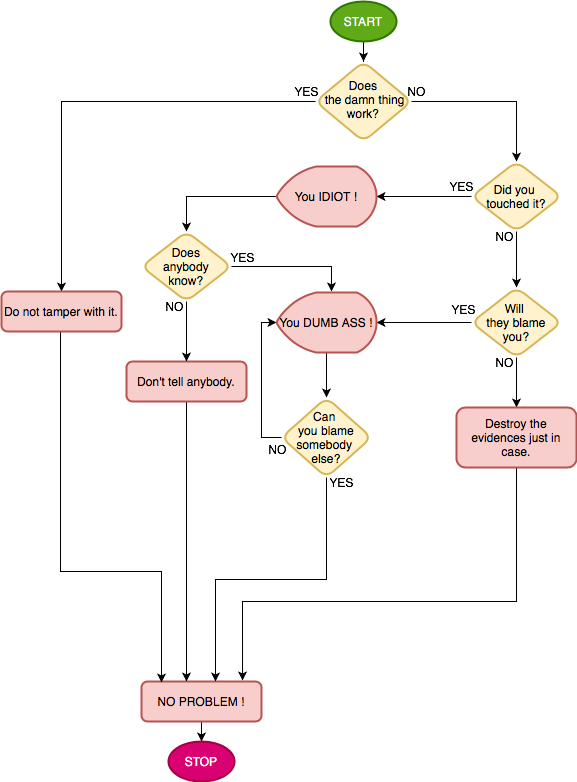 START
Does
the damn thing
work?
YES
NO
Did you
touched it?
YES
NO
You IDIOT !
Does
anybody
know?
YES
NO
Do not tamper with it.
You DUMB ASS !
Will
they blame
you?
YES
NO
Don't tell anybody.
Can
you blame
somebody
else?
NO
YES
Destroy the
evidences just in
case.
NO PROBLEM !
STOP